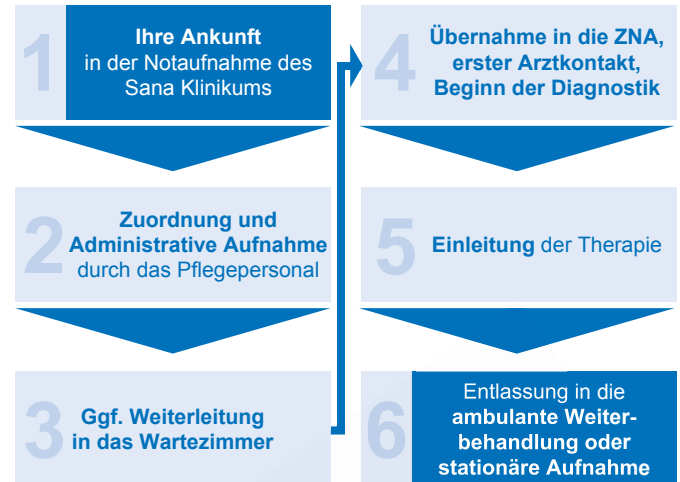 1
Ihre Ankunft
in der Notaufnahme des
Sana Klinikums
2
Zuordnung und
Administrative Aufnahme
durch das Pflegepersonal
3
Ggf. Weiterleitung
in das Wartezimmer
4
Übernahme in die ZNA,
erster Arztkontakt,
Beginn der Diagnostik
5
Einleitung der Therapie
6
Entlassung in die
ambulante Weiter-
behandlung oder
stationäre Aufnahme